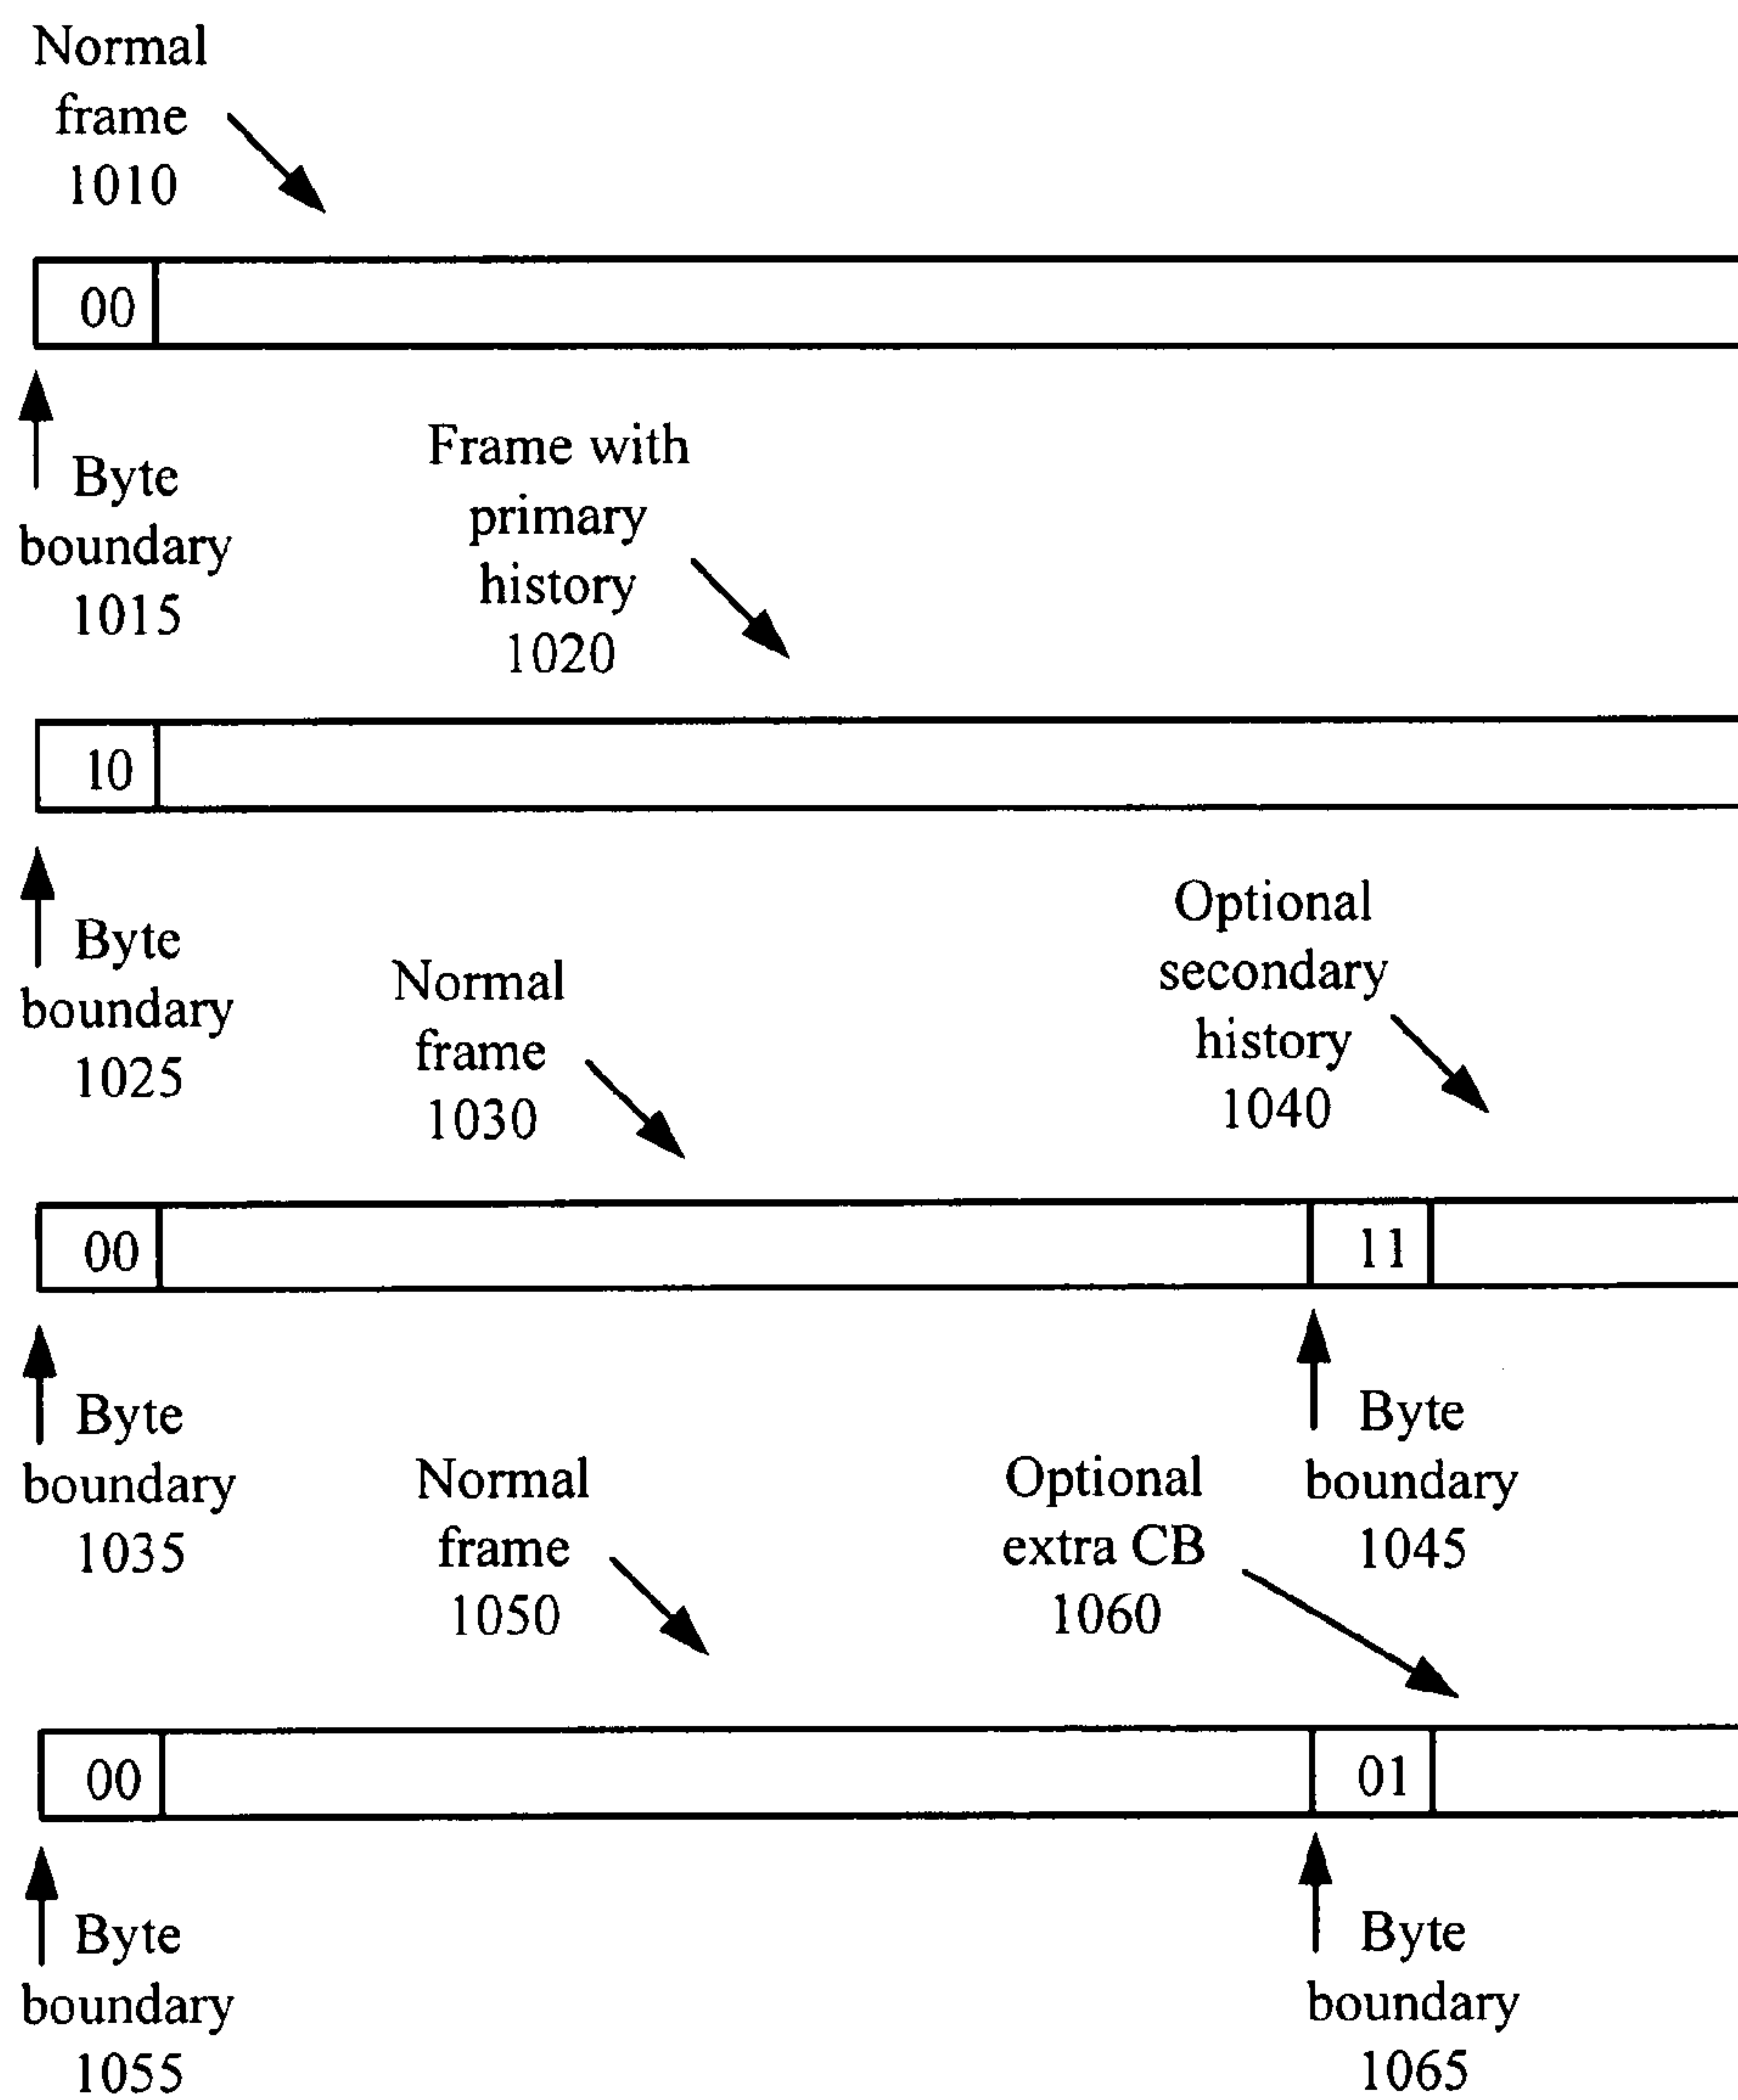 Normal
frame
1010
00
Byte
boundary
1015
Frame with
primary
history
1020
10
Byte
boundary
1025
Normal
frame
1030
Optional
secondary
history
1040
00
11
Byte
boundary
1035
Byte
boundary
1045
Normal
frame
1050
Optional
extra CB
1060
00
01
Byte
boundary
1055
Byte
boundary
1065